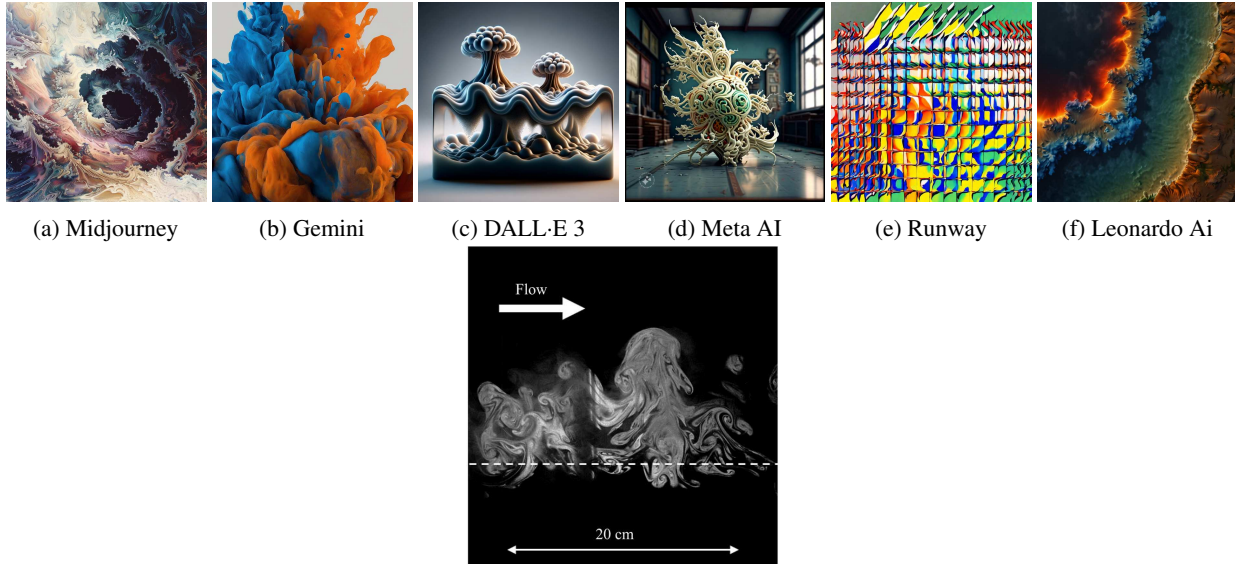 (a) Midjourney
(b) Gemini
(c) DALL·E 3
(d) Meta AI
(e) Runway
(f) Leonardo Ai
Flow
20 cm